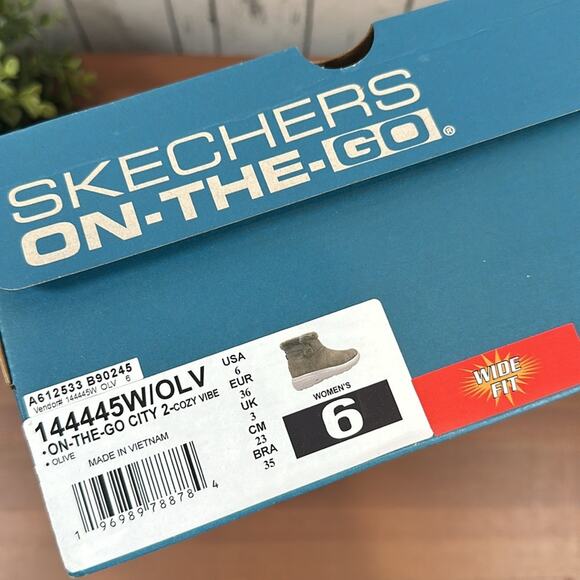 SKECHERS
ON-THE-GO®
A612533 B90245
Vendor# 144445W OLV 6
144445W/OLV
•ON-THE-GO CITY 2-COZY VIBE
• OLIVE
MADE IN VIETNAM
1 96989 78878 4
USA
6
EUR
36
UK
3
CM
23
BRA
35
WOMEN'S
6
WIDE
FIT